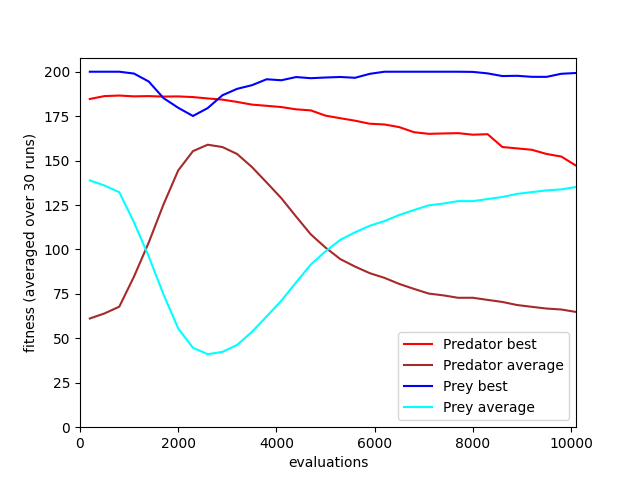 200
175
150
125
100
75
50
25
0
0 2000 4000 6000 8000 10000
evaluations
fitness (averaged over 30 runs)
Predator best
Predator average
Prey best
Prey average